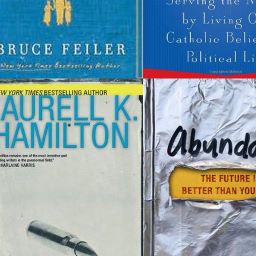 BRUCE FEILER
New York Times Bestselling Author
Serving the
by Living O
Catholic Belie
Political Li
NEW YORK TIMES BESTSELLING AUTHOR
AURELL K.
HAMILTON
CHARLAINE HARRIS
Abunda
THE FUTURE I
BETTER THAN YOU